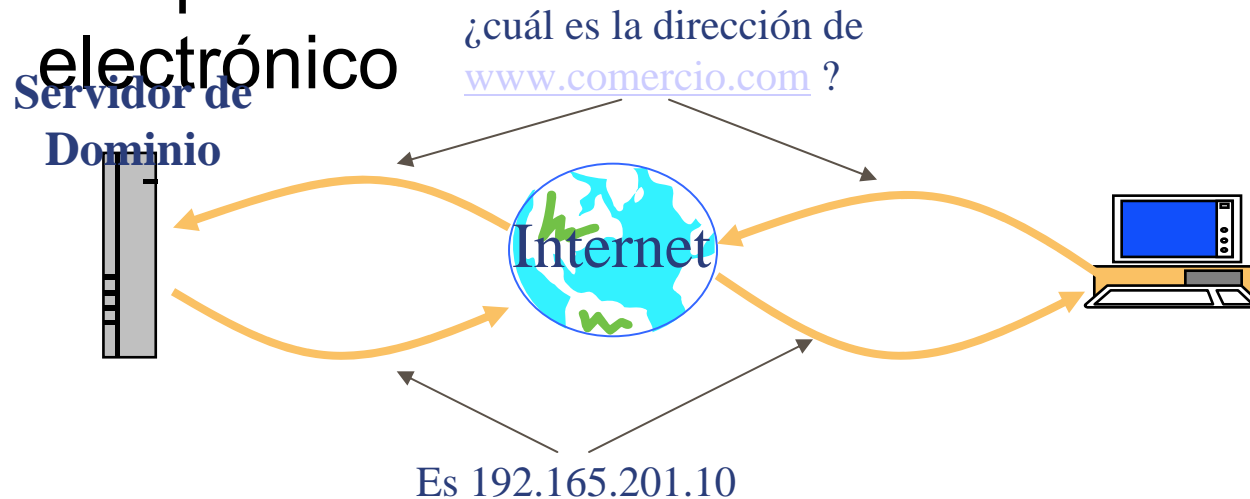 electrónico
Servidor de
Dominio
¿cuál es la dirección de
www.comercio.com ?
Internet
Es 192.165.201.10